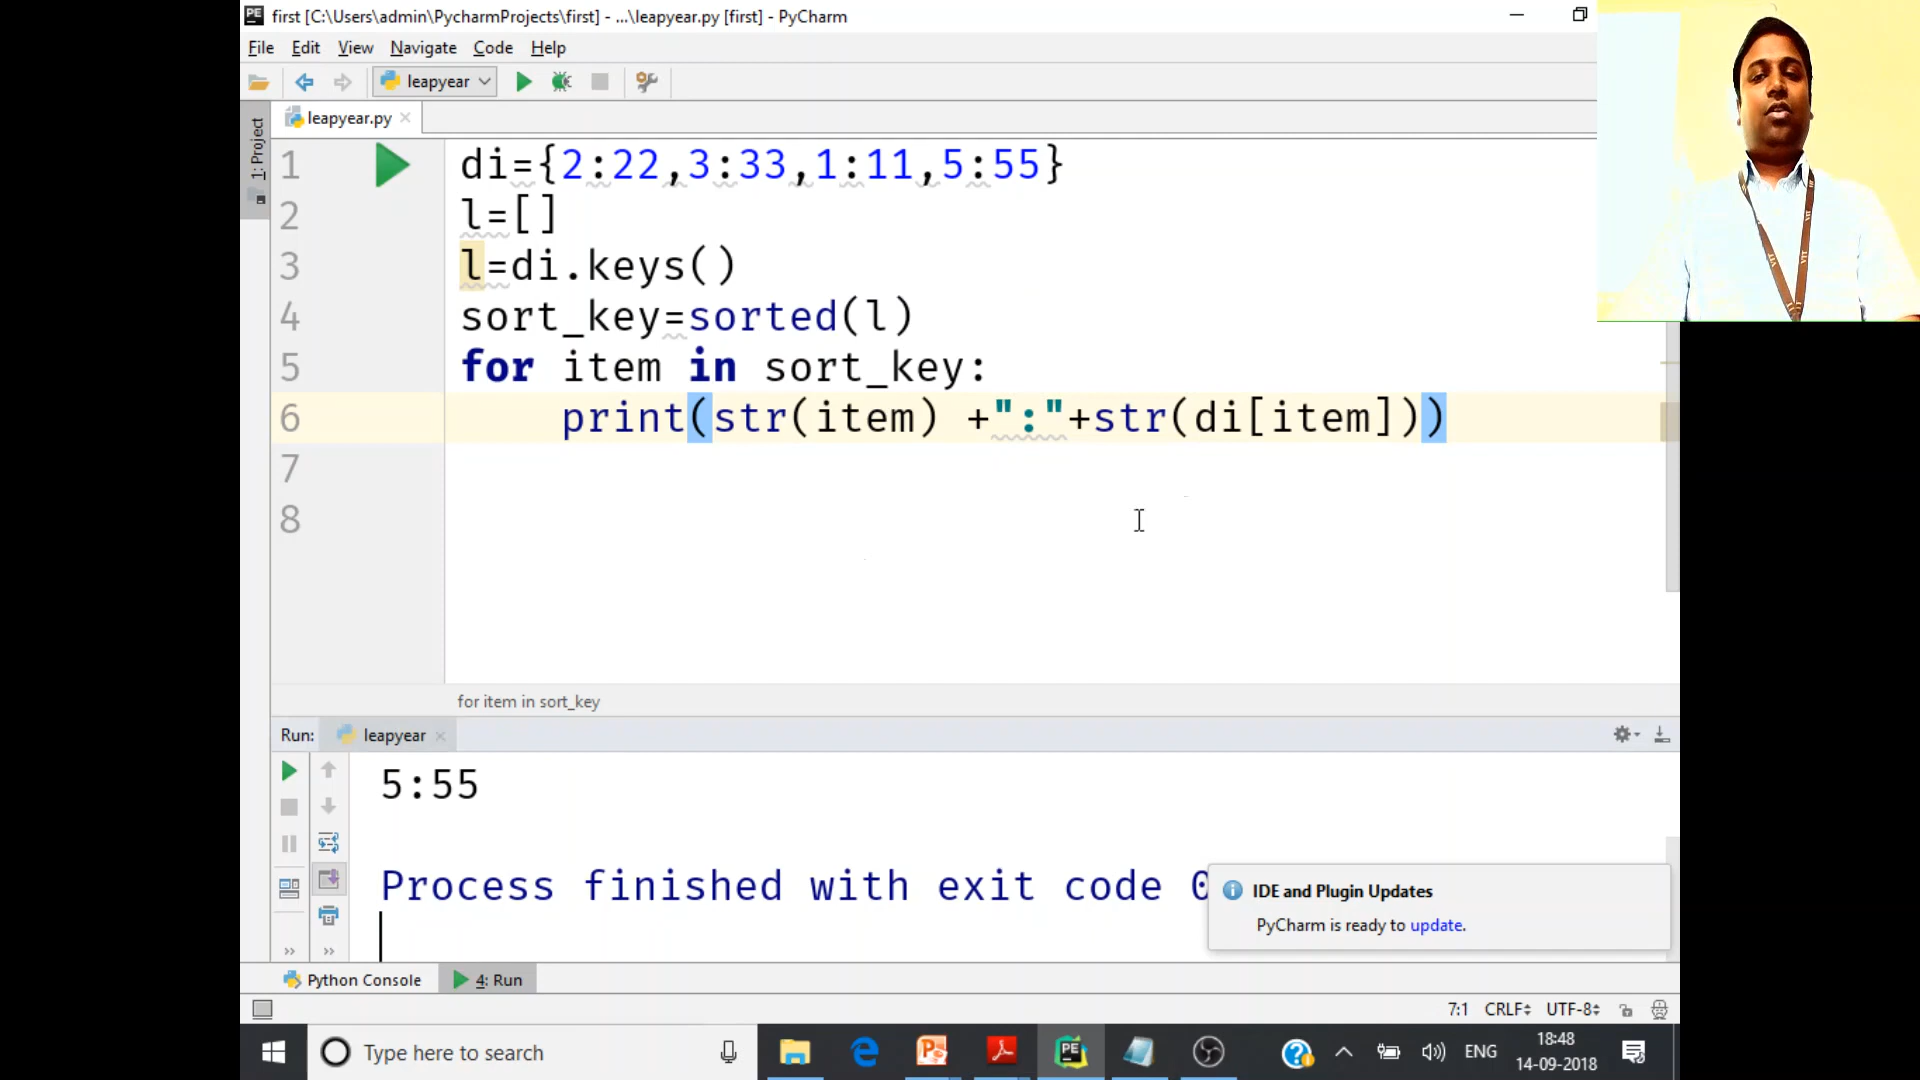 first [C:\Users\admin\PycharmProjects\first] - ...\leapyear.py [first] - PyCharm
File Edit View Navigate Code Help
leapyear
leapyear.py
1: Project
1 di={2:22,3:33,1:11,5:55}
2 l=[]
3 l=di.keys()
4 sort_key=sorted(l)
5 for item in sort_key:
6 print(str(item) +":"+str(di[item]))
7
8
for item in sort_key
Run: leapyear
5:55
Process finished with exit code 0
IDE and Plugin Updates
PyCharm is ready to update.
Python Console 4: Run
7:1 CRLF UTF-8
Type here to search
ENG
18:48
14-09-2018
VIT